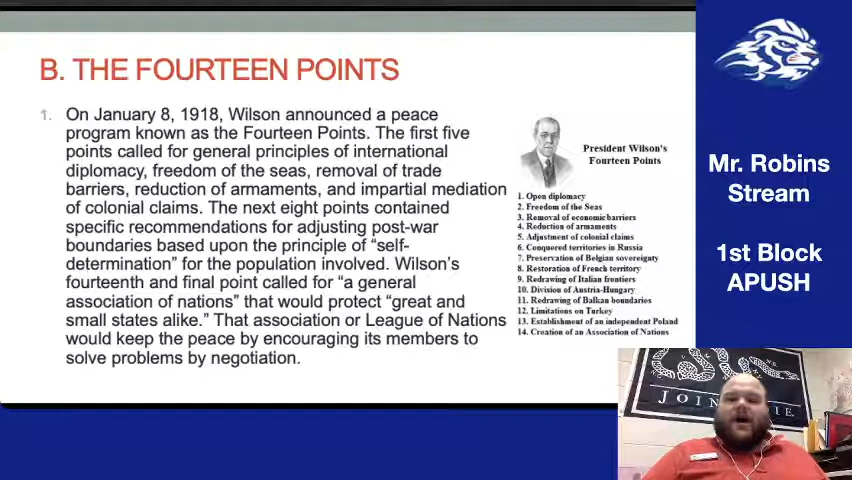 B. THE FOURTEEN POINTS
1. On January 8, 1918, Wilson announced a peace
program known as the Fourteen Points. The first five
points called for general principles of international
diplomacy, freedom of the seas, removal of trade
barriers, reduction of armaments, and impartial mediation
of colonial claims. The next eight points contained
specific recommendations for adjusting post-war
boundaries based upon the principle of “self-
determination” for the population involved. Wilson’s
fourteenth and final point called for “a general
association of nations” that would protect “great and
small states alike.” That association or League of Nations
would keep the peace by encouraging its members to
solve problems by negotiation.
President Wilson's
Fourteen Points
1. Open diplomacy
2. Freedom of the Seas
3. Removal of economic barriers
4. Reduction of armaments
5. Adjustment of colonial claims
6. Conquered territories in Russia
7. Preservation of Belgian sovereignty
8. Restoration of French territory
9. Redrawing of Italian frontiers
10. Division of Austria-Hungary
11. Redrawing of Balkan boundaries
12. Limitations on Turkey
13. Establishment of an independent Poland
14. Creation of an Association of Nations
Mr. Robins
Stream
1st Block
APUSH
JOIN
IE.